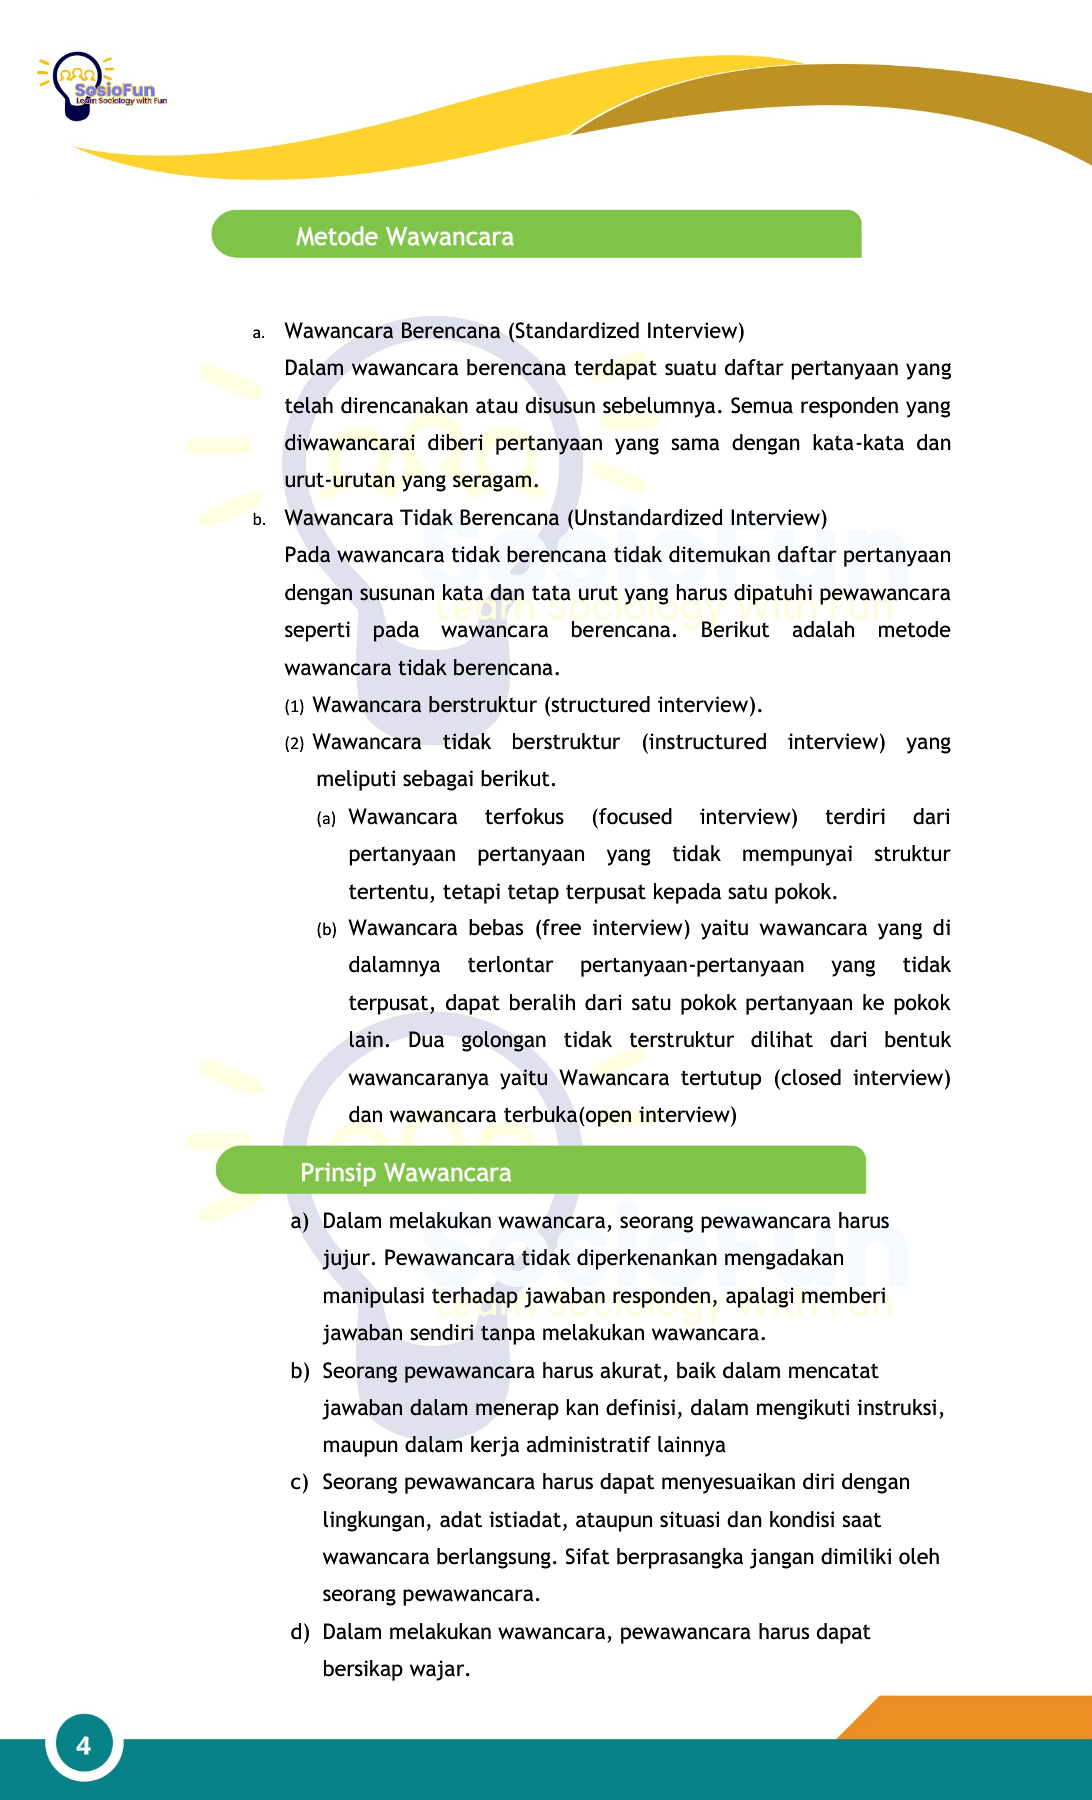 SosioFun
Learn Sociology with Fun
Metode Wawancara
a. Wawancara Berencana (Standardized Interview)
Dalam wawancara berencana terdapat suatu daftar pertanyaan yang
telah direncanakan atau disusun sebelumnya. Semua responden yang
diwawancarai diberi pertanyaan yang sama dengan kata-kata dan
urut-urutan yang seragam.
b. Wawancara Tidak Berencana (Unstandardized Interview)
Pada wawancara tidak berencana tidak ditemukan daftar pertanyaan
dengan susunan kata dan tata urut yang harus dipatuhi pewawancara
seperti pada wawancara berencana. Berikut adalah metode
wawancara tidak berencana.
(1) Wawancara berstruktur (structured interview).
(2) Wawancara tidak berstruktur (instructured interview) yang
meliputi sebagai berikut.
(a) Wawancara terfokus (focused interview) terdiri dari
pertanyaan pertanyaan yang tidak mempunyai struktur
tertentu, tetapi tetap terpusat kepada satu pokok.
(b) Wawancara bebas (free interview) yaitu wawancara yang di
dalamnya terlontar pertanyaan-pertanyaan yang tidak
terpusat, dapat beralih dari satu pokok pertanyaan ke pokok
lain. Dua golongan tidak terstruktur dilihat dari bentuk
wawancaranya yaitu Wawancara tertutup (closed interview)
dan wawancara terbuka(open interview)
SosioFun
Learn Sociology With Fun
Prinsip Wawancara
a) Dalam melakukan wawancara, seorang pewawancara harus
jujur. Pewawancara tidak diperkenankan mengadakan
manipulasi terhadap jawaban responden, apalagi memberi
jawaban sendiri tanpa melakukan wawancara.
b) Seorang pewawancara harus akurat, baik dalam mencatat
jawaban dalam menerap kan definisi, dalam mengikuti instruksi,
maupun dalam kerja administratif lainnya
c) Seorang pewawancara harus dapat menyesuaikan diri dengan
lingkungan, adat istiadat, ataupun situasi dan kondisi saat
wawancara berlangsung. Sifat berprasangka jangan dimiliki oleh
seorang pewawancara.
d) Dalam melakukan wawancara, pewawancara harus dapat
bersikap wajar.
SosioFun
Learn Sociology With Fun
4